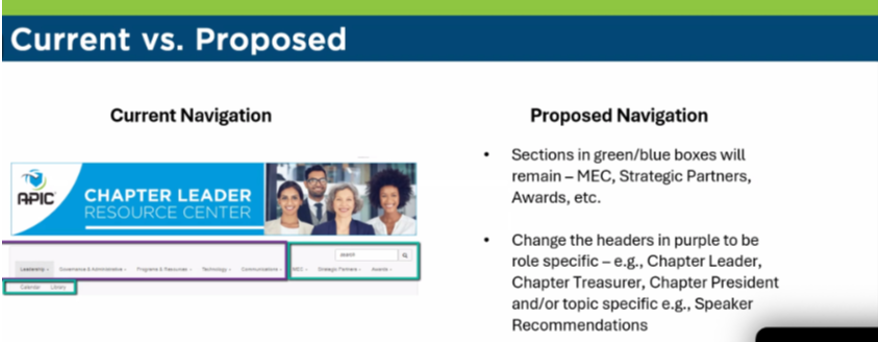 Current vs. Proposed
Current Navigation
APIC
CHAPTER LEADER
RESOURCE CENTER
search
Leadership Governance & Administrative Programs & Resources Technology Communications MEC Strategic Partners Awards
Calendar Library
Proposed Navigation
• Sections in green/blue boxes will
remain – MEC, Strategic Partners,
Awards, etc.
• Change the headers in purple to be
role specific – e.g., Chapter Leader,
Chapter Treasurer, Chapter President
and/or topic specific e.g., Speaker
Recommendations